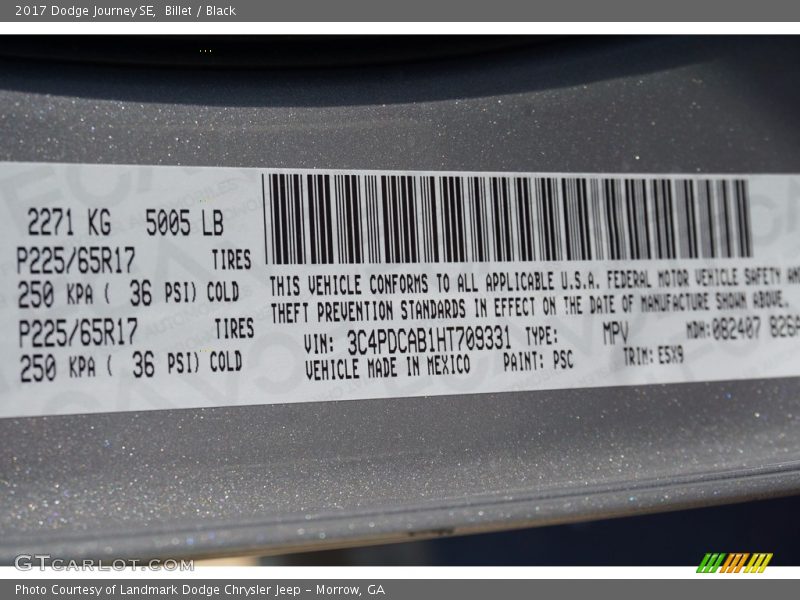 2017 Dodge Journey SE, Billet / Black
2271 KG 5005 LB
P225/65R17 TIRES
250 KPA ( 36 PSI) COLD
P225/65R17 TIRES
250 KPA ( 36 PSI) COLD
THIS VEHICLE CONFORMS TO ALL APPLICABLE U.S.A. FEDERAL MOTOR VEHICLE SAFETY AN
THEFT PREVENTION STANDARDS IN EFFECT ON THE DATE OF MANUFACTURE SHOWN ABOVE.
VIN: 3C4PDCAB1HT709331 TYPE: MPV MDH:082407 826A
VEHICLE MADE IN MEXICO PAINT: PSC TRIM: E5X9
GTCARLOT.COM
Photo Courtesy of Landmark Dodge Chrysler Jeep – Morrow, GA